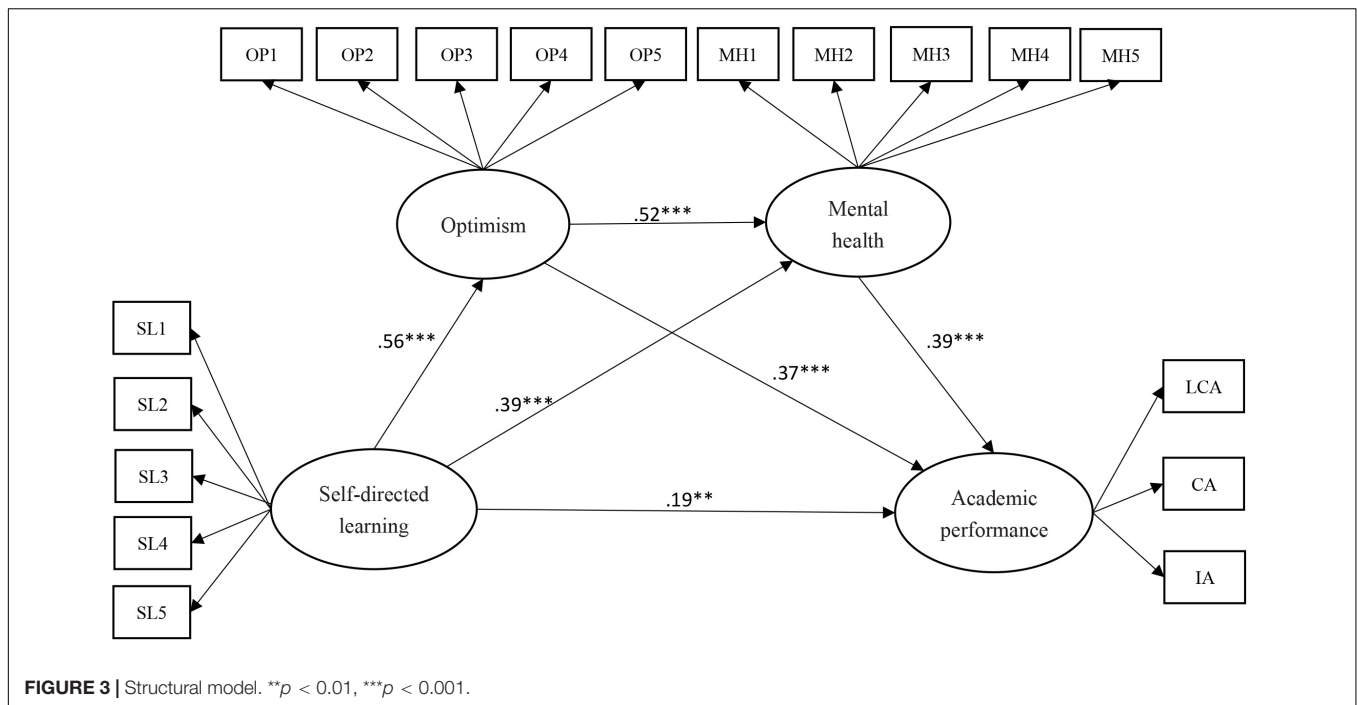 OP1
OP2
OP3
OP4
OP5
MH1
MH2
MH3
MH4
MH5
Optimism
.52***
Mental
health
SL1
SL2
SL3
SL4
SL5
.56***
.39***
.37***
.39***
Self-directed
learning
.19**
Academic
performance
LCA
CA
IA
FIGURE 3 | Structural model. **p < 0.01, ***p < 0.001.